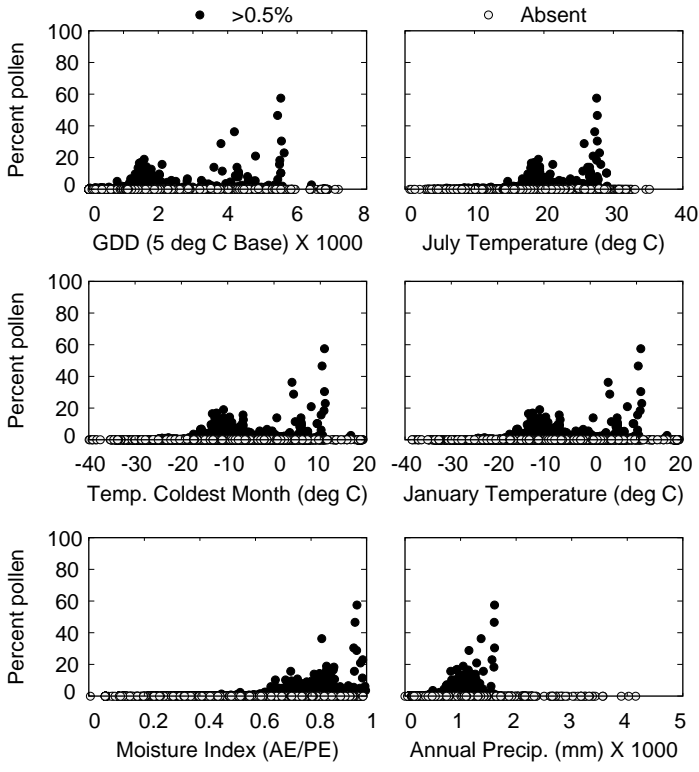 >0.5% Absent
Percent pollen
100
80
60
40
20
0
0 2 4 6 8
GDD (5 deg C Base) X 1000
0 10 20 30 40
July Temperature (deg C)
Percent pollen
100
80
60
40
20
0
-40 -30 -20 -10 0 10 20
Temp. Coldest Month (deg C)
-40 -30 -20 -10 0 10 20
January Temperature (deg C)
Percent pollen
100
80
60
40
20
0
0 0.2 0.4 0.6 0.8 1
Moisture Index (AE/PE)
0 1 2 3 4 5
Annual Precip. (mm) X 1000